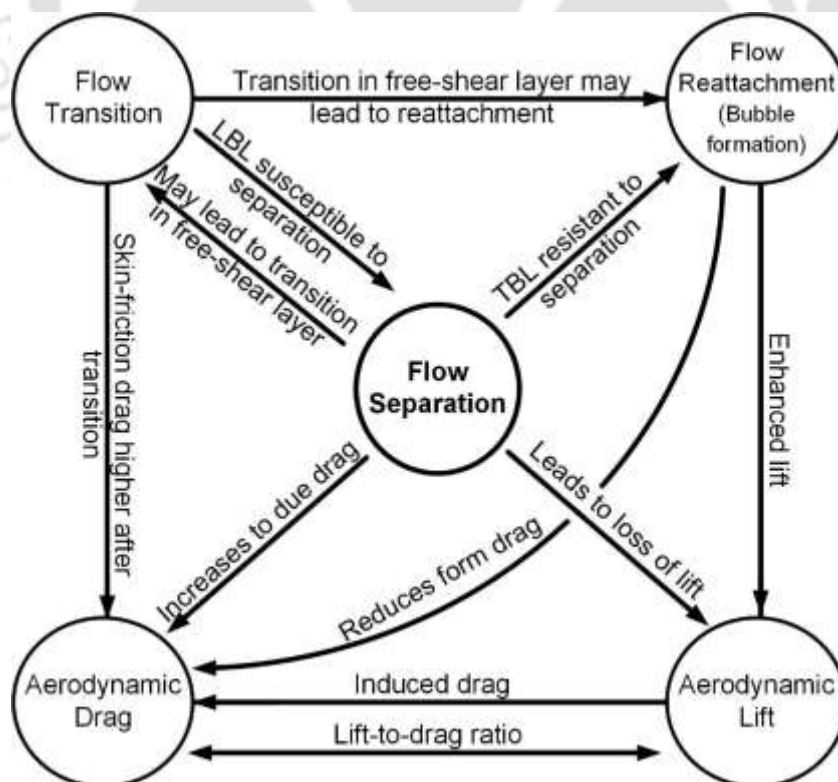 Flow
Transition
Transition in free-shear layer may
lead to reattachment
Flow
Reattachment
(Bubble
formation)
LBL susceptible to
separation
May lead to transition
in free-shear layer
TBL resistant to
separation
Skin-friction drag higher after
transition
Flow
Separation
Enhanced lift
Increases to due drag
Leads to loss of lift
Reduces form drag
Aerodynamic
Drag
Induced drag
Lift-to-drag ratio
Aerodynamic
Lift